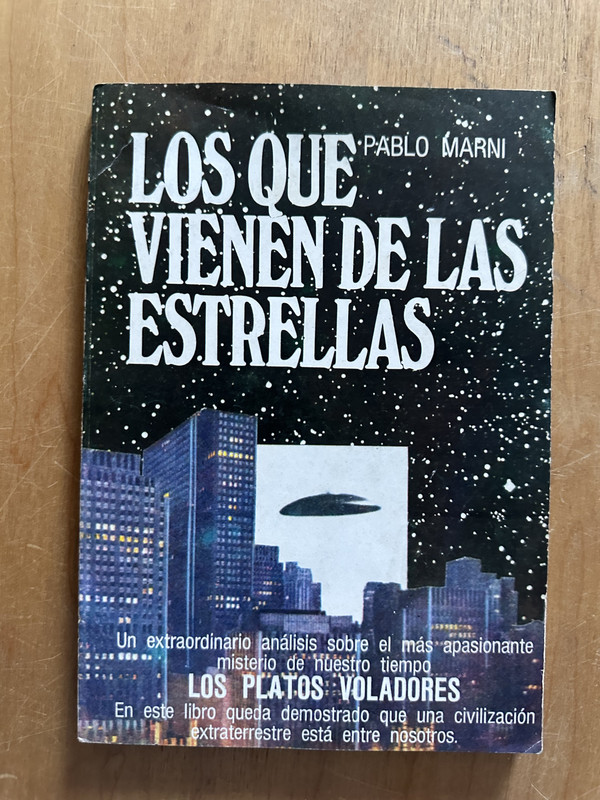 PABLO MARNI
LOS QUE
VIENEN DE LAS
ESTRELLAS
Un extraordinario análisis sobre el más apasionante
misterio de nuestro tiempo
LOS PLATOS VOLADORES
En este libro queda demostrado que una civilización
extraterrestre está entre nosotros.